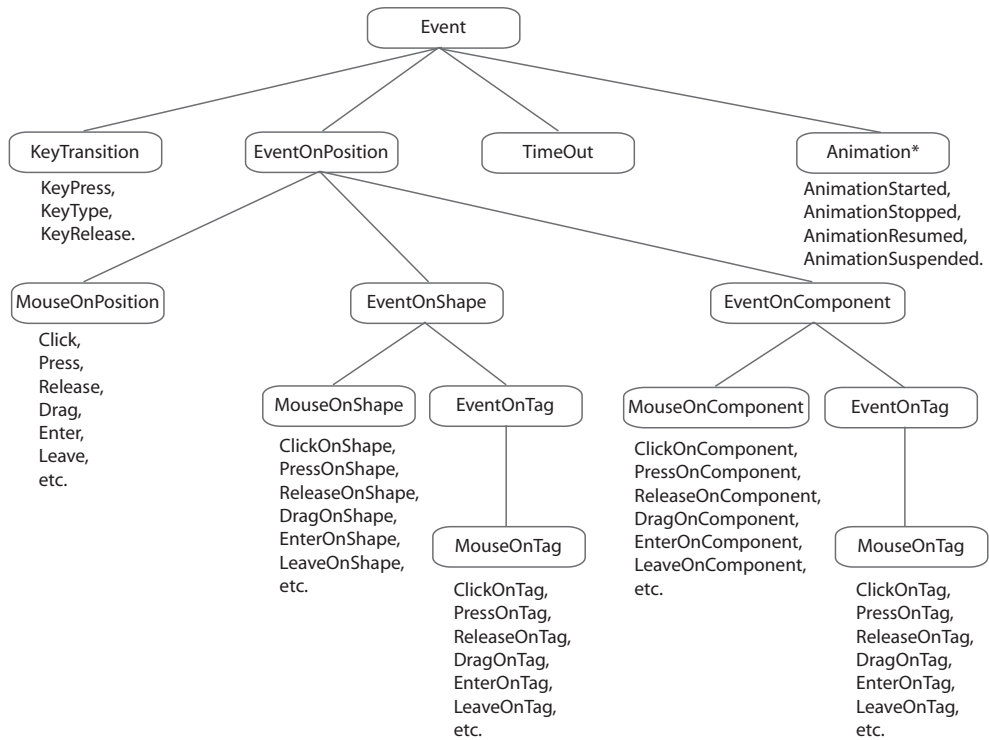 Event
KeyTransition
EventOnPosition
TimeOut
Animation*
KeyPress,
KeyType,
KeyRelease.
AnimationStarted,
AnimationStopped,
AnimationResumed,
AnimationSuspended.
MouseOnPosition
EventOnShape
EventOnComponent
Click,
Press,
Release,
Drag,
Enter,
Leave,
etc.
MouseOnShape
EventOnTag
MouseOnComponent
EventOnTag
ClickOnShape,
PressOnShape,
ReleaseOnShape,
DragOnShape,
EnterOnShape,
LeaveOnShape,
etc.
ClickOnComponent,
PressOnComponent,
ReleaseOnComponent,
DragOnComponent,
EnterOnComponent,
LeaveOnComponent,
etc.
MouseOnTag
MouseOnTag
ClickOnTag,
PressOnTag,
ReleaseOnTag,
DragOnTag,
EnterOnTag,
LeaveOnTag,
etc.
ClickOnTag,
PressOnTag,
ReleaseOnTag,
DragOnTag,
EnterOnTag,
LeaveOnTag,
etc.